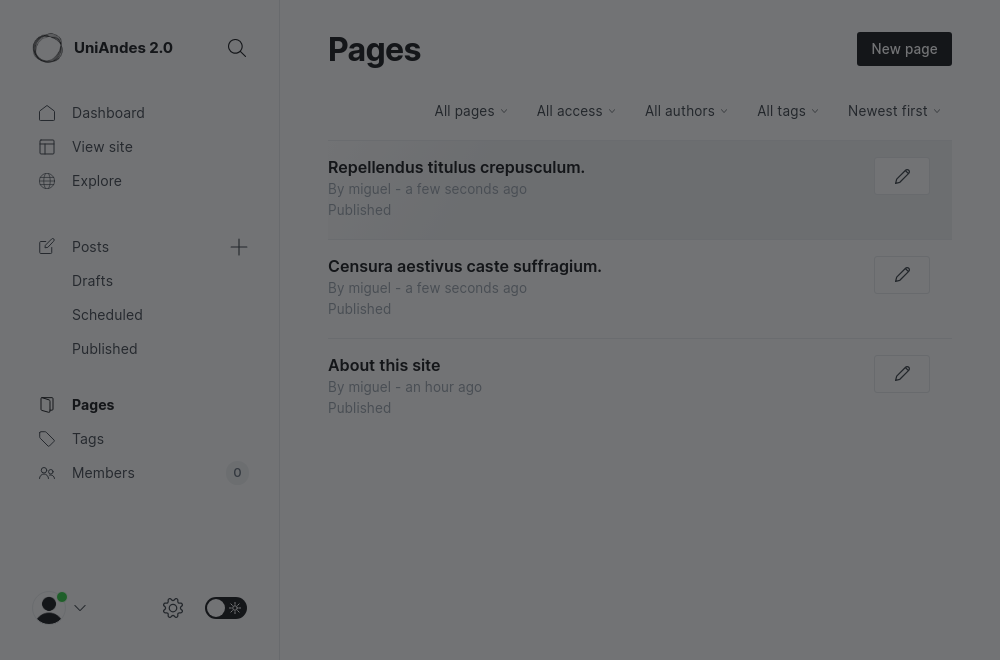 UniAndes 2.0
Dashboard
View site
Explore
Posts
Drafts
Scheduled
Published
Pages
Tags
Members
0
Pages
New page
All pages
All access
All authors
All tags
Newest first
Repellendus titulus crepusculum.
By miguel - a few seconds ago
Published
Censura aestivus caste suffragium.
By miguel - a few seconds ago
Published
About this site
By miguel - an hour ago
Published